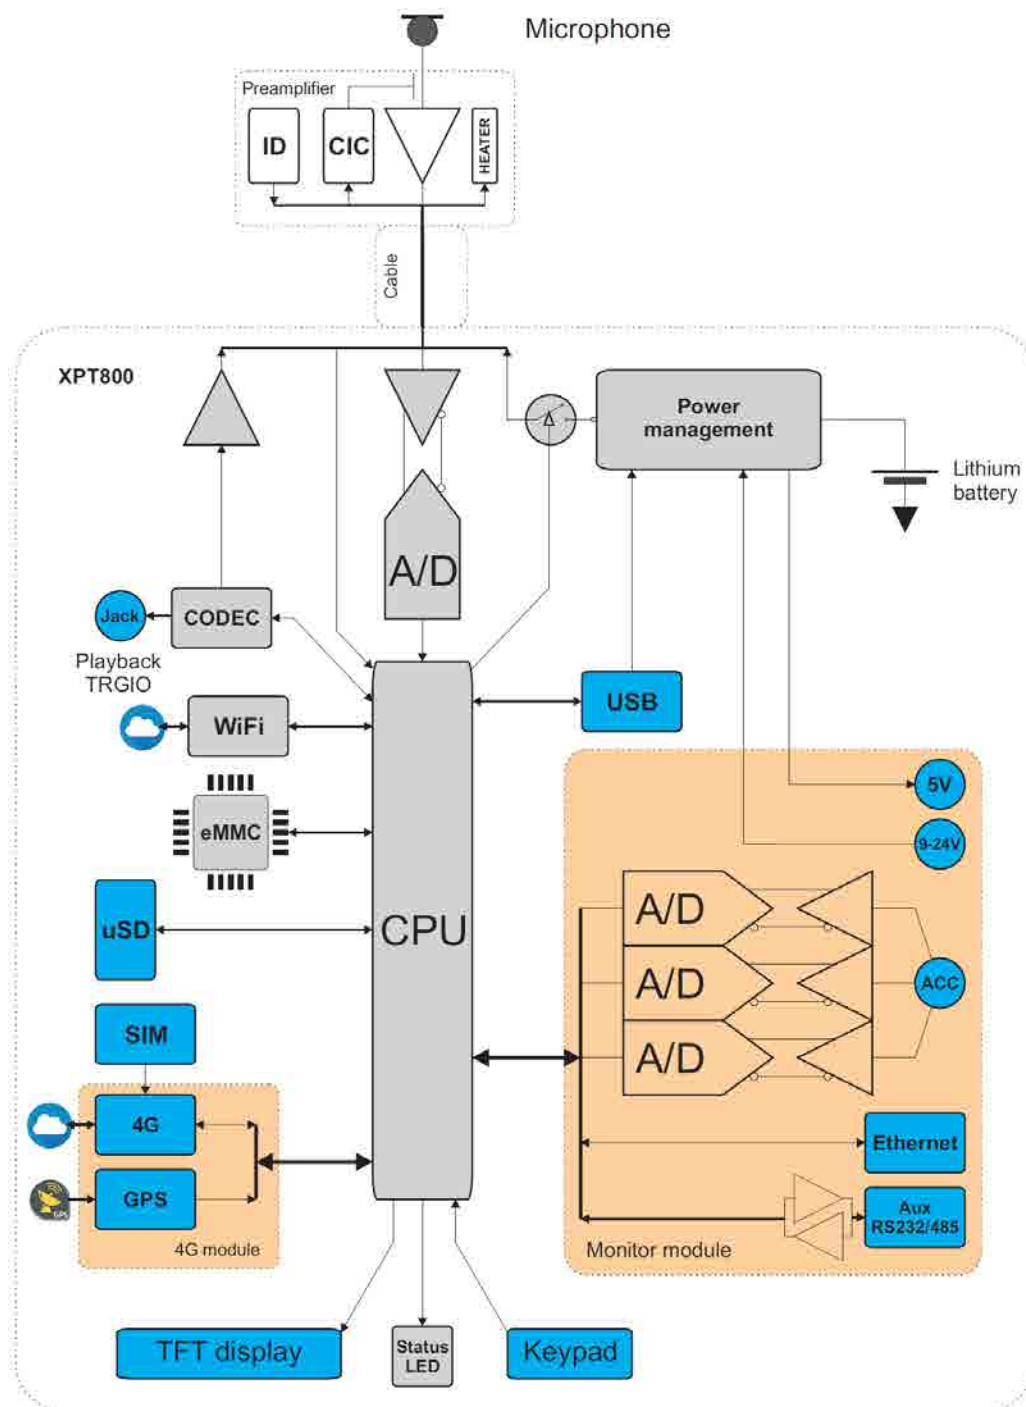 Microphone
Preamplifier
ID
CIC
HEATER
Cable
XPT800
Power
management
Lithium
battery
A/D
Jack
CODEC
Playback
TRGIO
USB
WiFi
5V
eMMC
9-24V
uSD
CPU
A/D
A/D
ACC
A/D
SIM
4G
Ethernet
GPS
GPS
Aux
RS232/485
4G module
Monitor module
TFT display
Status
LED
Keypad